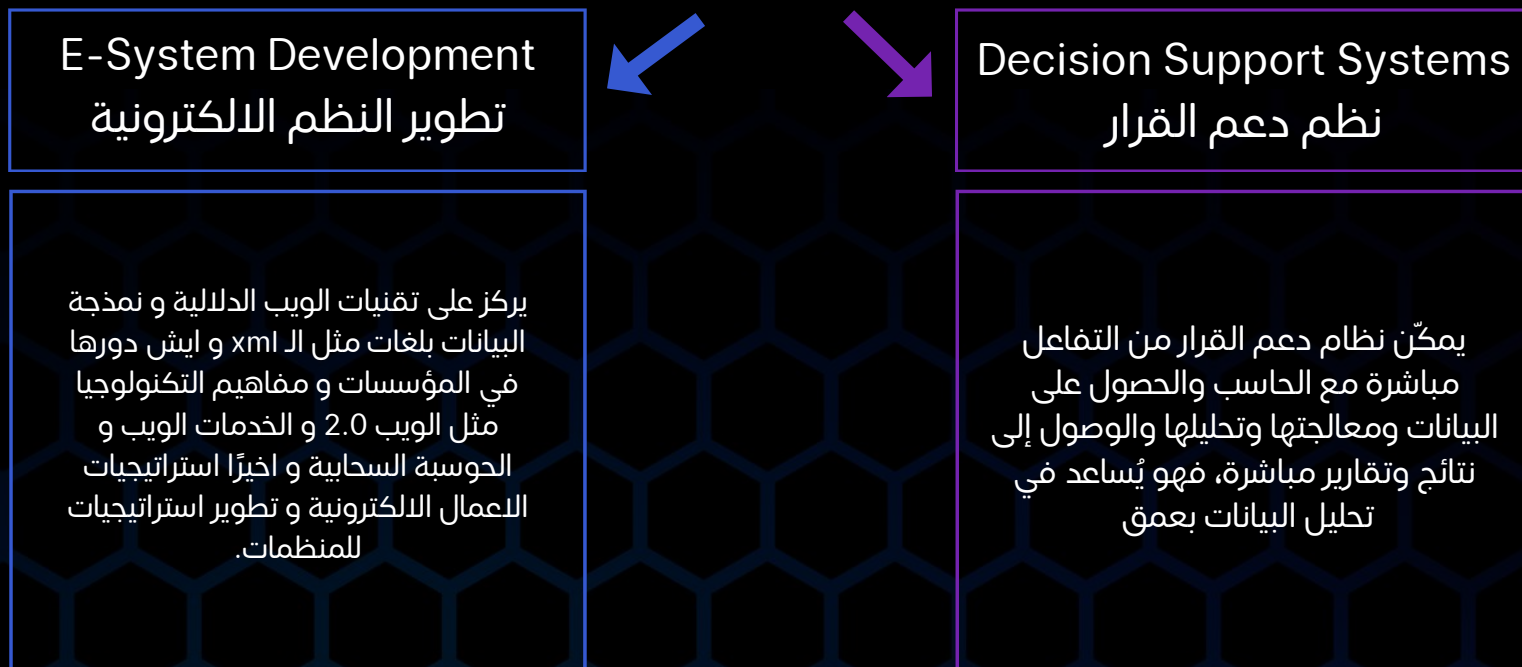 E-System Development
تطوير النظم الالكترونية
يركز على تقنيات الويب الدلالية و نمذجة
البيانات بلغات مثل الـ xml و ايش دورها
في المؤسسات و مفاهيم التكنولوجيا
مثل الويب 2.0 و الخدمات الويب و
الحوسبة السحابية و اخيرًا استراتيجيات
الاعمال الالكترونية و تطوير استراتيجيات
للمنظمات.
Decision Support Systems
نظم دعم القرار
يمكّن نظام دعم القرار من التفاعل
مباشرة مع الحاسب والحصول على
البيانات ومعالجتها وتحليلها والوصول إلى
نتائج وتقارير مباشرة، فهو يُساعد في
تحليل البيانات بعمق